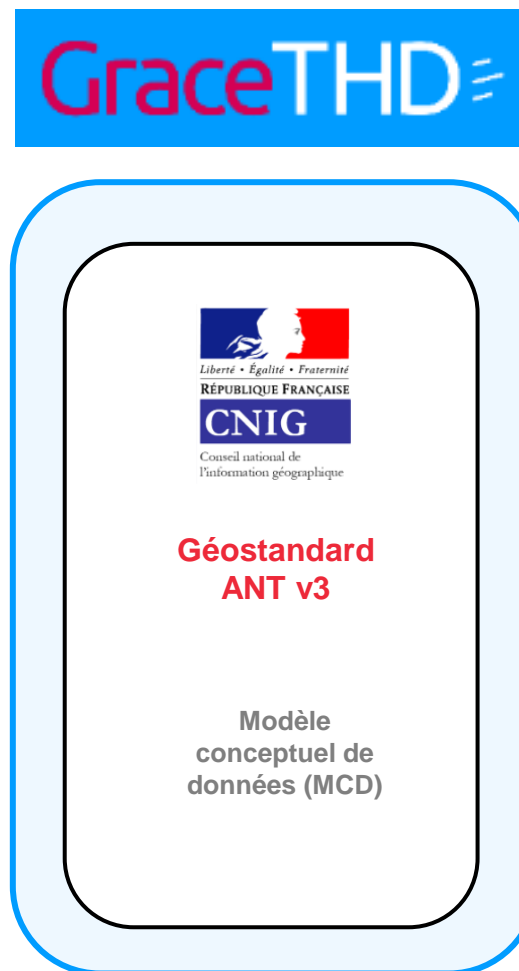 GraceTHD
Liberté • Égalité • Fraternité
RÉPUBLIQUE FRANÇAISE
CNIG
Conseil national de
l'information géographique
Géostandard
ANT v3
Modèle
conceptuel de
données (MCD)